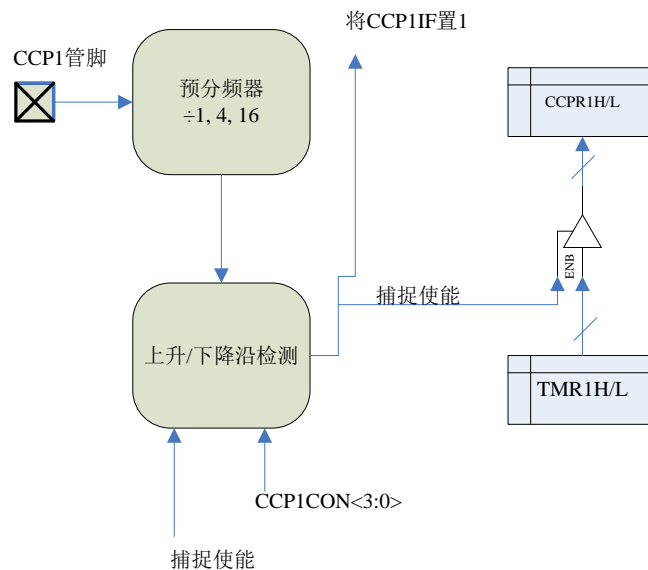 将CCP1IF置1
CCP1管脚
预分频器
÷1, 4, 16
CCPR1H/L
ENB
捕捉使能
上升/下降沿检测
TMR1H/L
CCP1CON<3:0>
捕捉使能